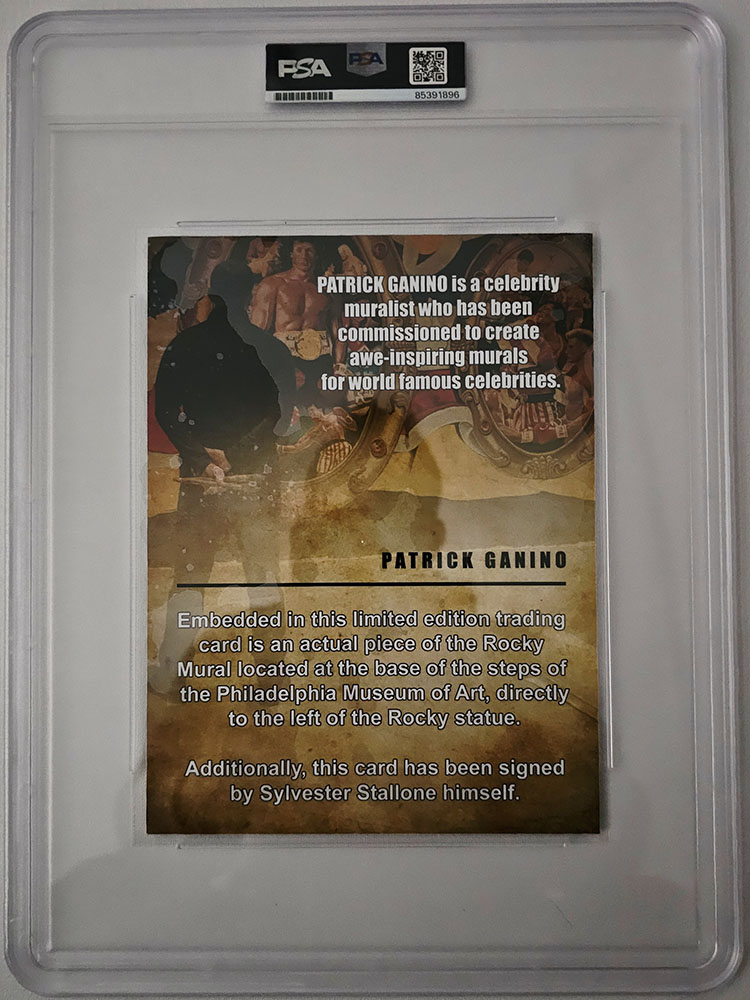 PSA
PSA
85391896
PATRICK GANINO is a celebrity
muralist who has been
commissioned to create
awe-inspiring murals
for world famous celebrities.
PATRICK GANINO
Embedded in this limited edition trading
card is an actual piece of the Rocky
Mural located at the base of the steps of
the Philadelphia Museum of Art, directly
to the left of the Rocky statue.
Additionally, this card has been signed
by Sylvester Stallone himself.